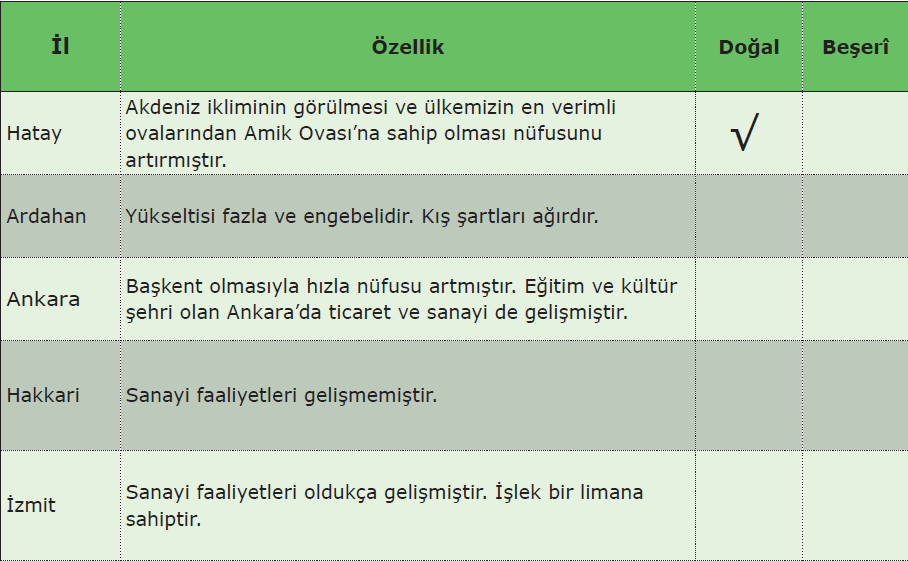 İl Özellik Doğal Beşerî
Hatay
Akdeniz ikliminin görülmesi ve ülkemizin en verimli
ovalarından Amik Ovası’na sahip olması nüfusunu
artırmıştır.
√
Ardahan
Yükseltisi fazla ve engebelidir. Kış şartları ağırdır.
Ankara
Başkent olmasıyla hızla nüfusu artmıştır. Eğitim ve kültür
şehri olan Ankara’da ticaret ve sanayi de gelişmiştir.
Hakkari
Sanayi faaliyetleri gelişmemiştir.
İzmit
Sanayi faaliyetleri oldukça gelişmiştir. İşlek bir limana
sahiptir.